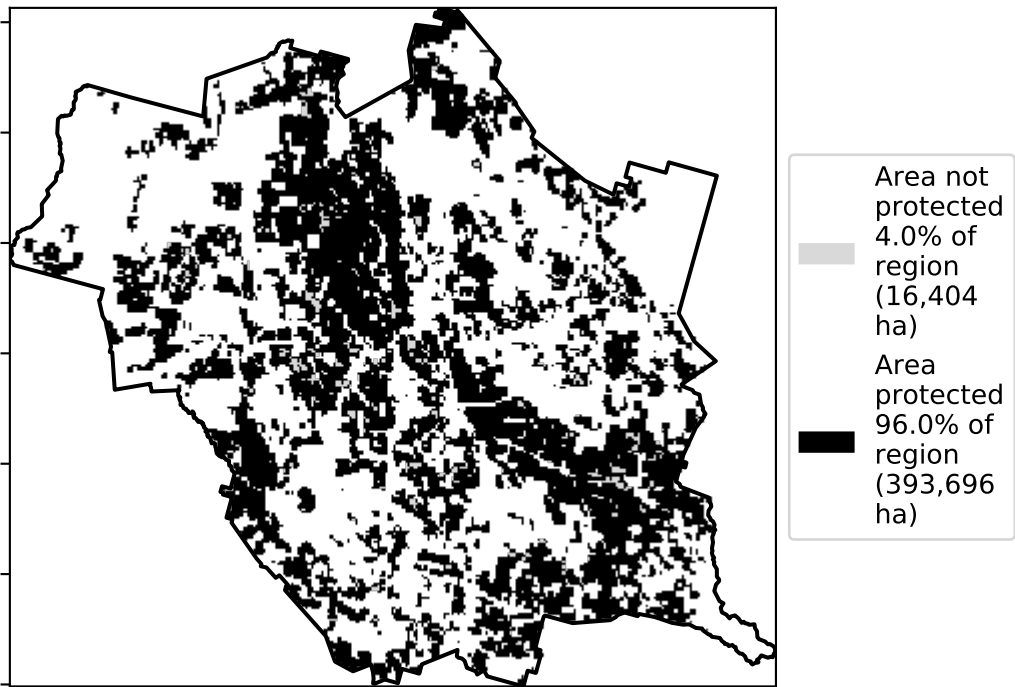 Area not
protected
4.0% of
region
(16,404
ha)
Area
protected
96.0% of
region
(393,696
ha)